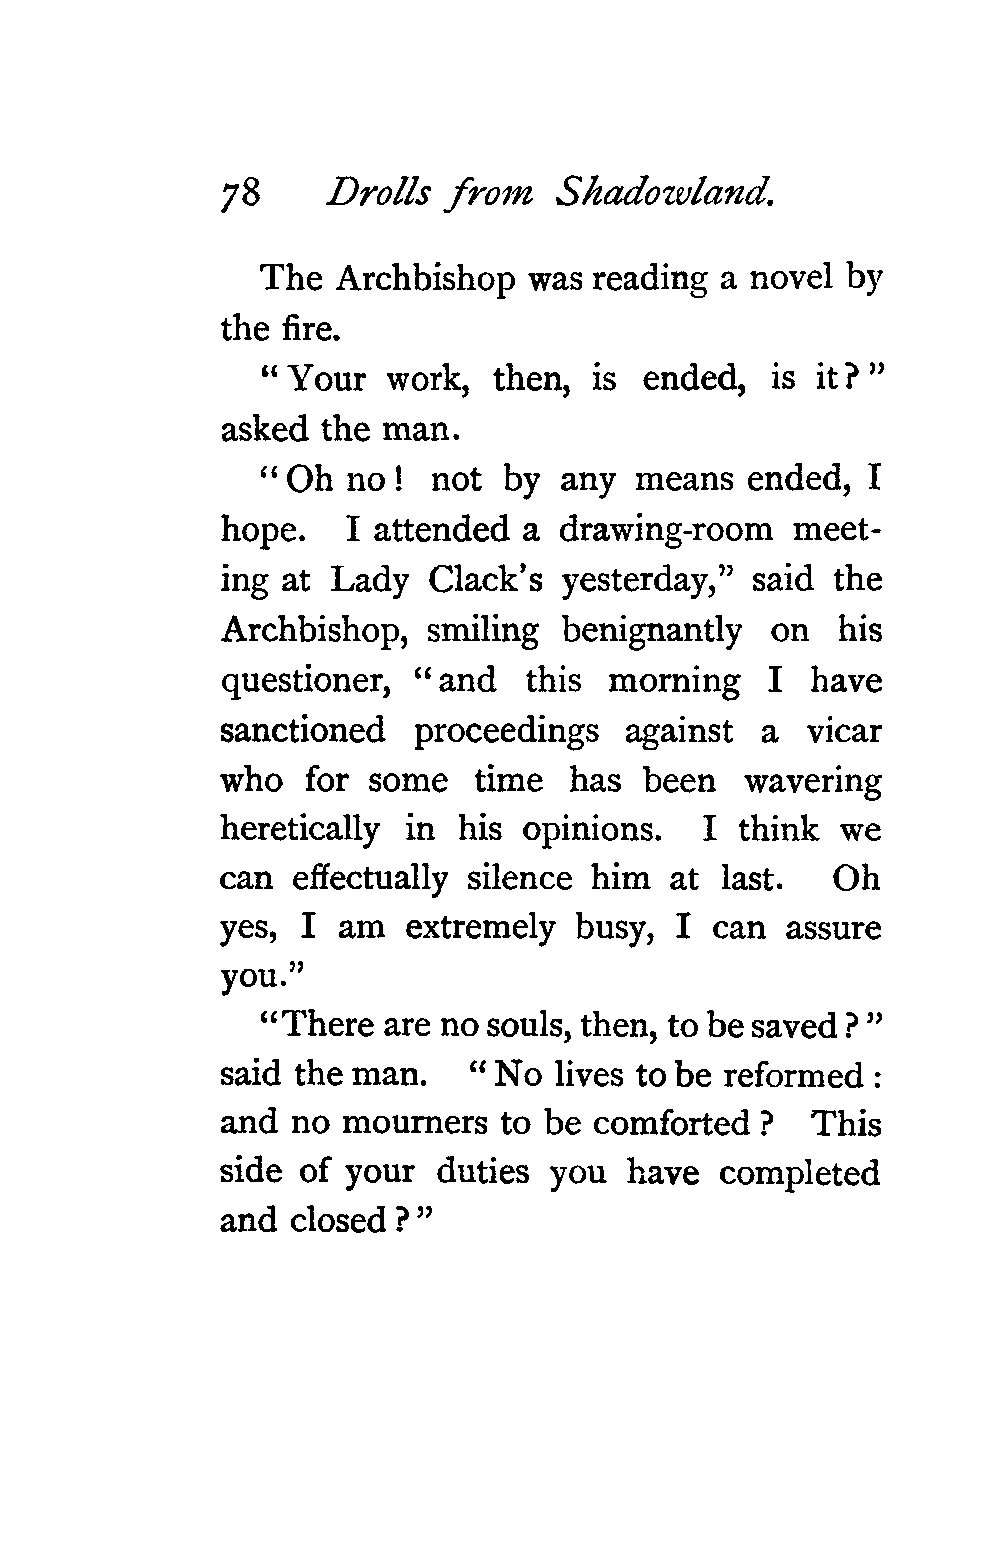 78 Drolls from Shadowland.
The Archbishop was reading a novel by
the fire.
"Your work, then, is ended, is it?"
asked the man.
"Oh no! not by any means ended, I
hope. I attended a drawing-room meet-
ing at Lady Clack's yesterday," said the
Archbishop, smiling benignantly on his
questioner, "and this morning I have
sanctioned proceedings against a vicar
who for some time has been wavering
heretically in his opinions. I think we
can effectually silence him at last. Oh
yes, I am extremely busy, I can assure
you."
"There are no souls, then, to be saved?"
said the man. "No lives to be reformed:
and no mourners to be comforted? This
side of your duties you have completed
and closed?"